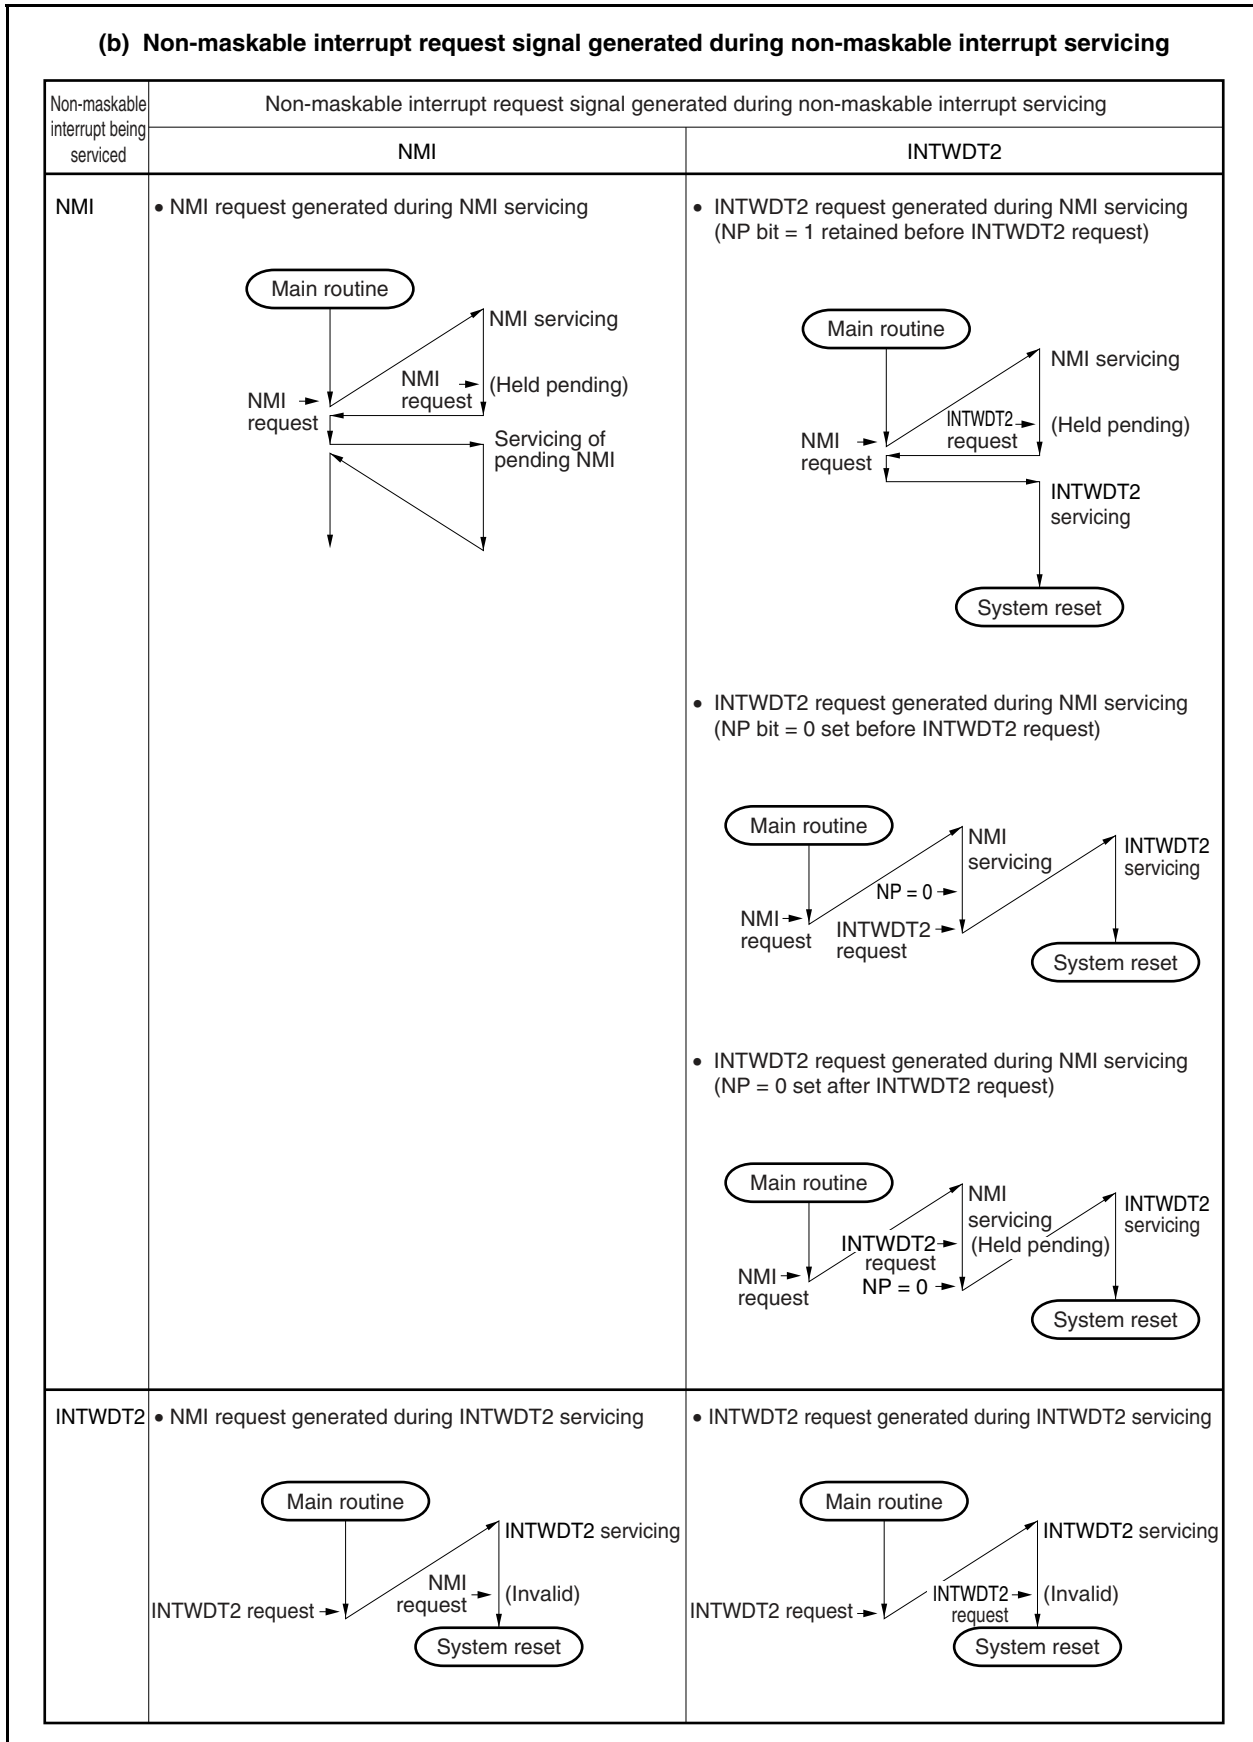 (b) Non-maskable interrupt request signal generated during non-maskable interrupt servicing
Non-maskable
interrupt being
serviced
Non-maskable interrupt request signal generated during non-maskable interrupt servicing
NMI
INTWDT2
NMI
• NMI request generated during NMI servicing
Main routine
NMI servicing
NMI
request
(Held pending)
NMI
request
Servicing of
pending NMI
• INTWDT2 request generated during NMI servicing
(NP bit = 1 retained before INTWDT2 request)
Main routine
NMI servicing
INTWDT2
request
(Held pending)
NMI
request
INTWDT2
servicing
System reset
• INTWDT2 request generated during NMI servicing
(NP bit = 0 set before INTWDT2 request)
Main routine
NMI
servicing
INTWDT2
servicing
NP = 0
NMI
request
INTWDT2
request
System reset
• INTWDT2 request generated during NMI servicing
(NP = 0 set after INTWDT2 request)
Main routine
NMI
servicing
(Held pending)
INTWDT2
servicing
INTWDT2
request
NMI
request
NP = 0
System reset
INTWDT2
• NMI request generated during INTWDT2 servicing
Main routine
INTWDT2 servicing
NMI
request
(Invalid)
INTWDT2 request
System reset
• INTWDT2 request generated during INTWDT2 servicing
Main routine
INTWDT2 servicing
INTWDT2
request
(Invalid)
INTWDT2 request
System reset